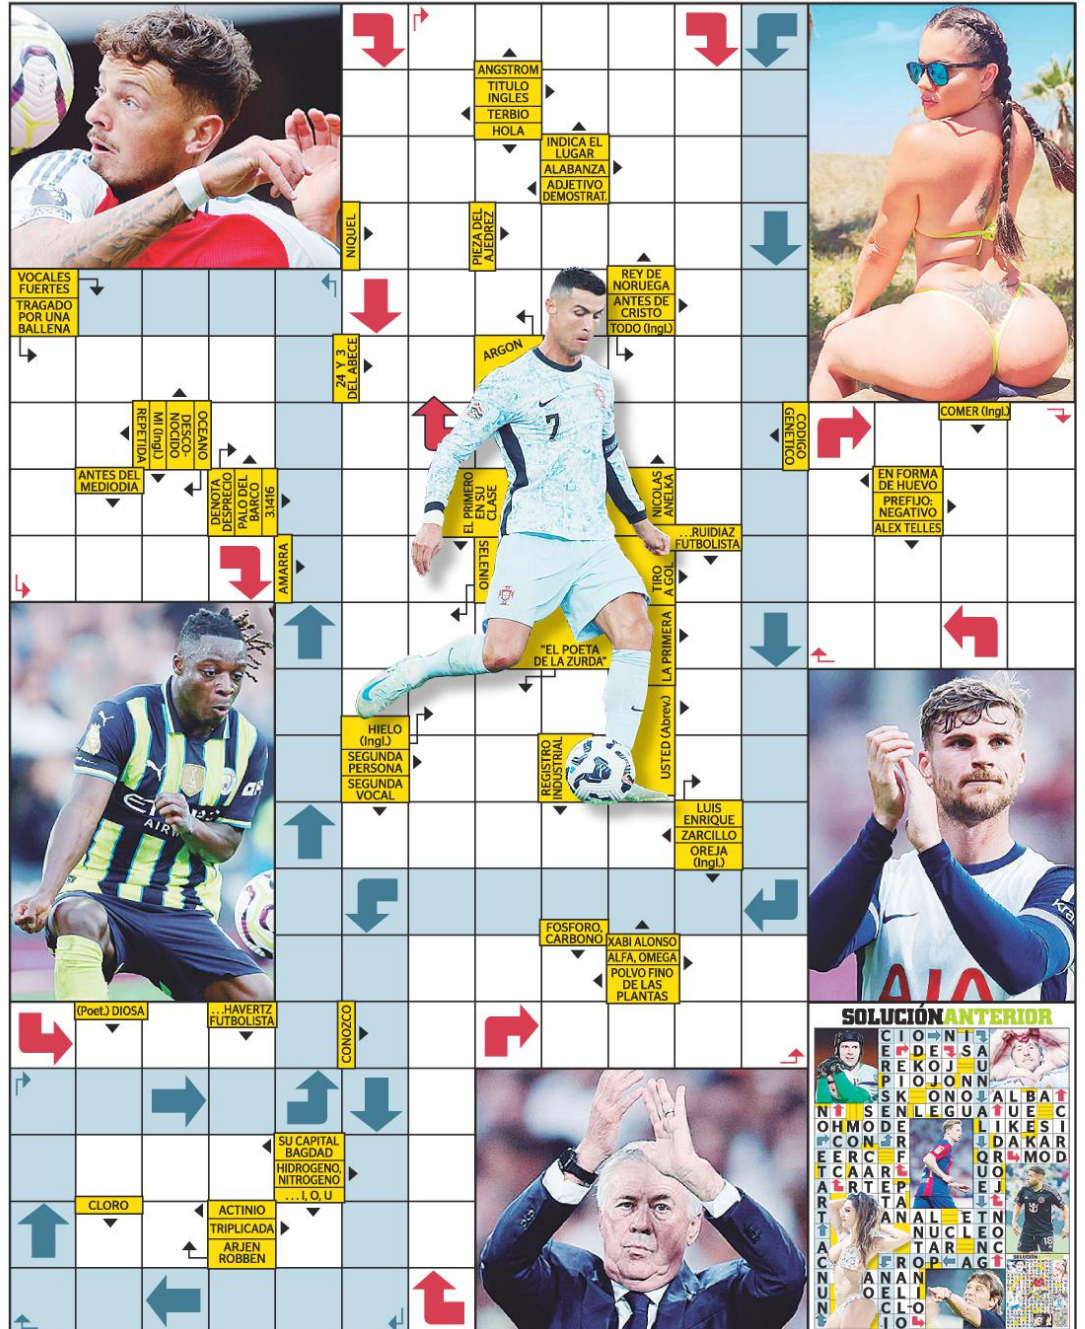 ANGSTROM
TITULO
INGLES
TERBIO
HOLA
INDICA EL
LUGAR
ALABANZA
ADJETIVO
DEMOSTRAT.
NIQUEL
PIEZA DEL
AJEDREZ
VOCALES
FUERTES
TRAGADO
POR UNA
BALLENA
REY DE
NORUEGA
ANTES DE
CRISTO
TODO (Ingl.)
24 Y 3
DEL ABECE
ARGON
7
REPETIDA
MI (Ingl.)
DESCO-
NOCIDO
OCEANO
CODIGO
GENETICO
COMER (Ingl.)
ANTES DEL
MEDIODIA
DENOTA
DESPRECIO
PALO DEL
BARCO
3.1416
EL PRIMERO
EN SU
CLASE
NICOLAS
ANELKA
EN FORMA
DE HUEVO
PREFIJO:
NEGATIVO
ALEX TELLES
...RUIDIAZ
FUTBOLISTA
AMARRA
SELENIO
TIRO
A GOL
"EL POETA
DE LA ZURDA"
LA PRIMERA
USTED (Abrev.)
HIELO
(Ingl.)
SEGUNDA
PERSONA
SEGUNDA
VOCAL
REGISTRO
INDUSTRIAL
LUIS
ENRIQUE
ZARCILLO
OREJA
(Ingl.)
FOSFORO,
CARBONO
XABI ALONSO
ALFA, OMEGA
POLVO FINO
DE LAS
PLANTAS
AIA
(Poet.) DIOSA
...HAVERTZ
FUTBOLISTA
CONOZCO
SOLUCIÓN ANTERIOR
SU CAPITAL
BAGDAD
HIDROGENO,
NITROGENO
...I, O, U
CLORO
ACTINIO
TRIPLICADA
ARJEN
ROBBEN